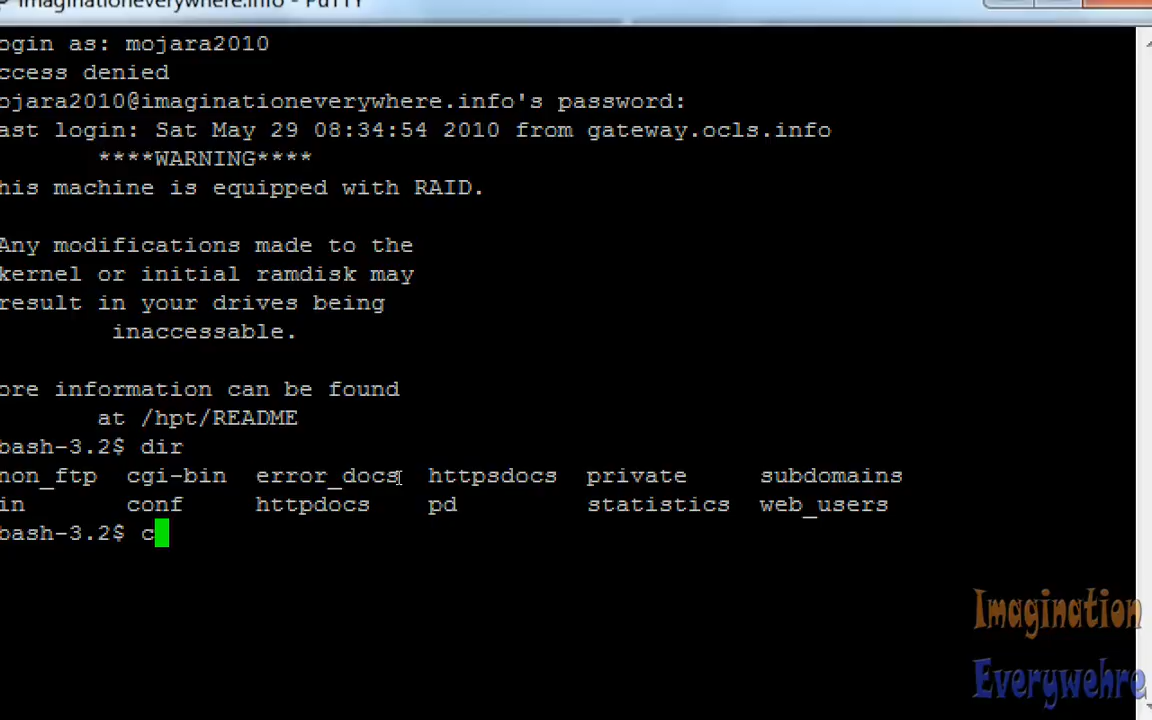 imaginationeverywhere.info - PuTTY
ogin as: mojara2010
ccess denied
ojara2010@imaginationeverywhere.info's password:
ast login: Sat May 29 08:34:54 2010 from gateway.ocls.info
****WARNING****
his machine is equipped with RAID.
Any modifications made to the
kernel or initial ramdisk may
result in your drives being
inaccessable.
ore information can be found
at /hpt/README
bash-3.2$ dir
non_ftp cgi-bin error_docs httpsdocs private subdomains
in conf httpdocs pd statistics web_users
bash-3.2$ c
Imagination
Everywehre